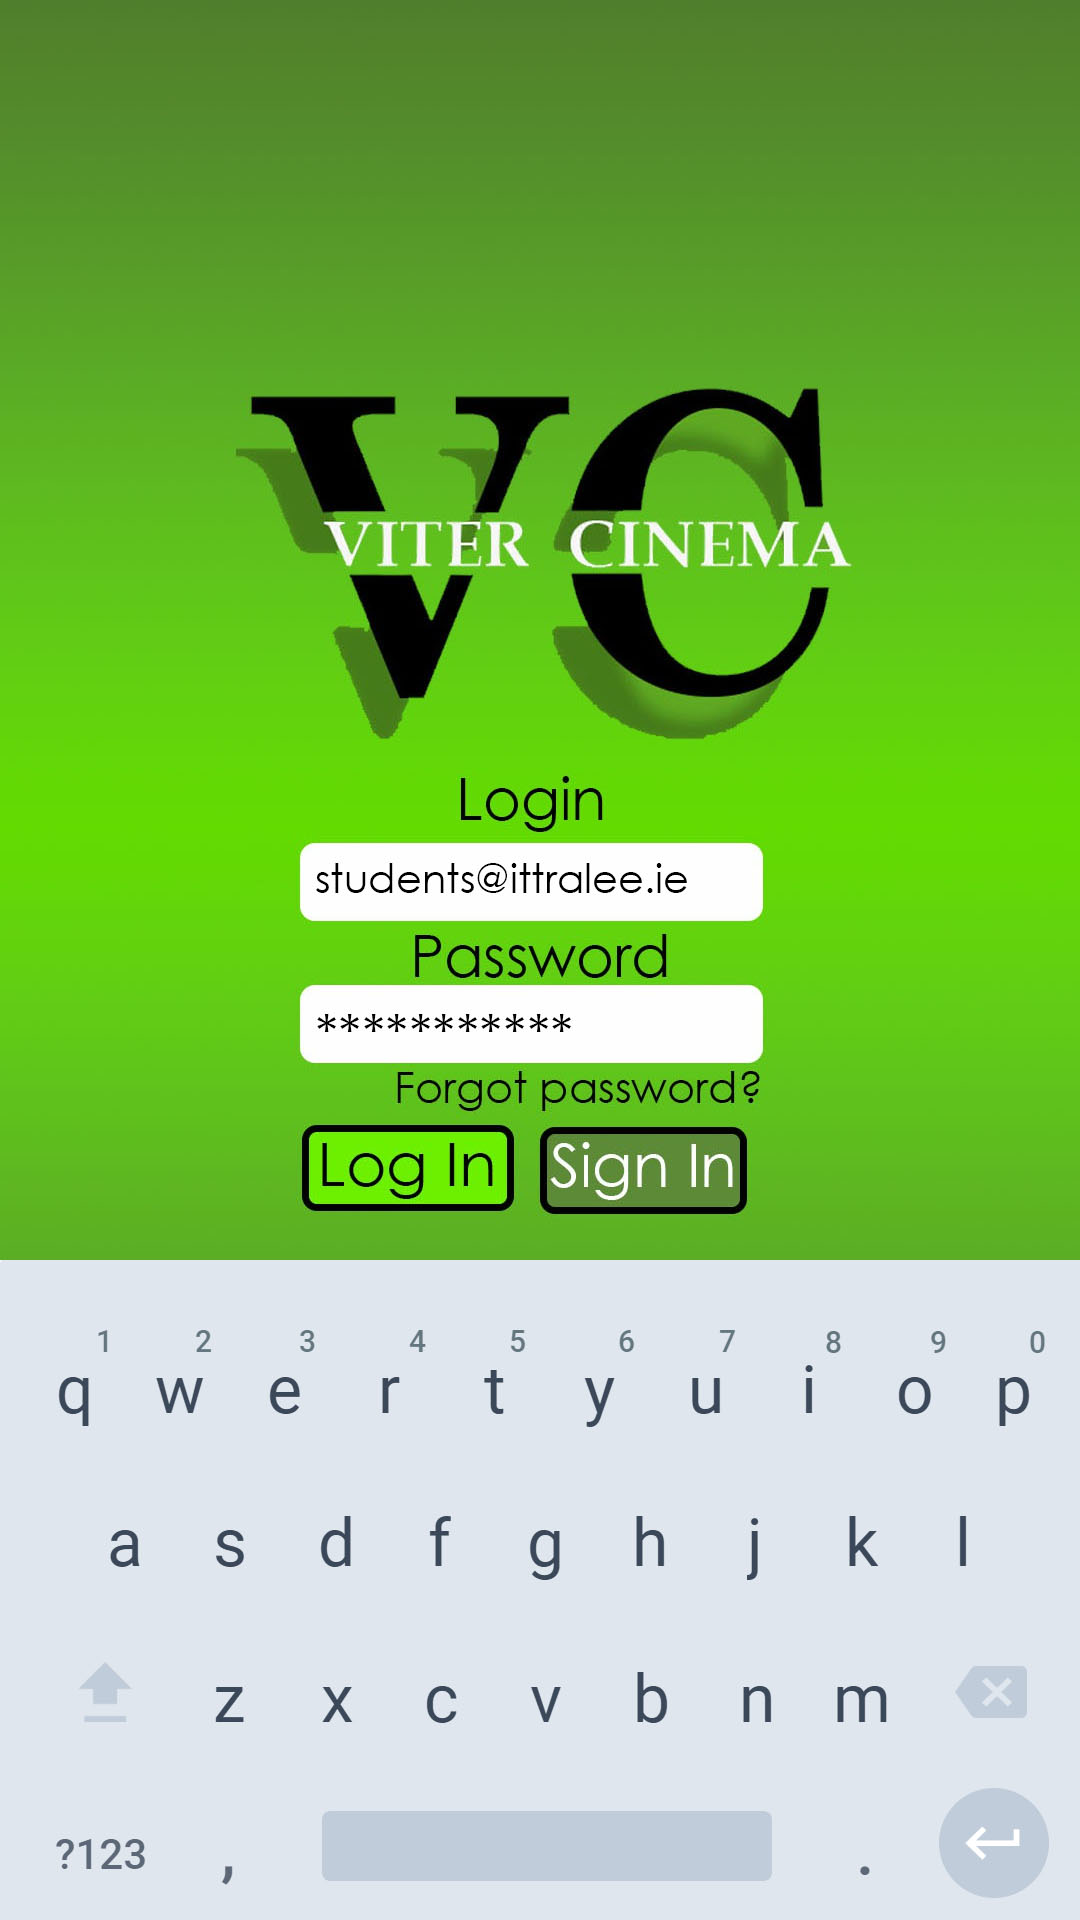 VC
VITER CINEMA
Login
students@ittralee.ie
Password
***********
Forgot password?
Log In Sign In
1 2 3 4 5 6 7 8 9 0
q w e r t y u i o p
a s d f g h j k l
z x c v b n m
?123 , .